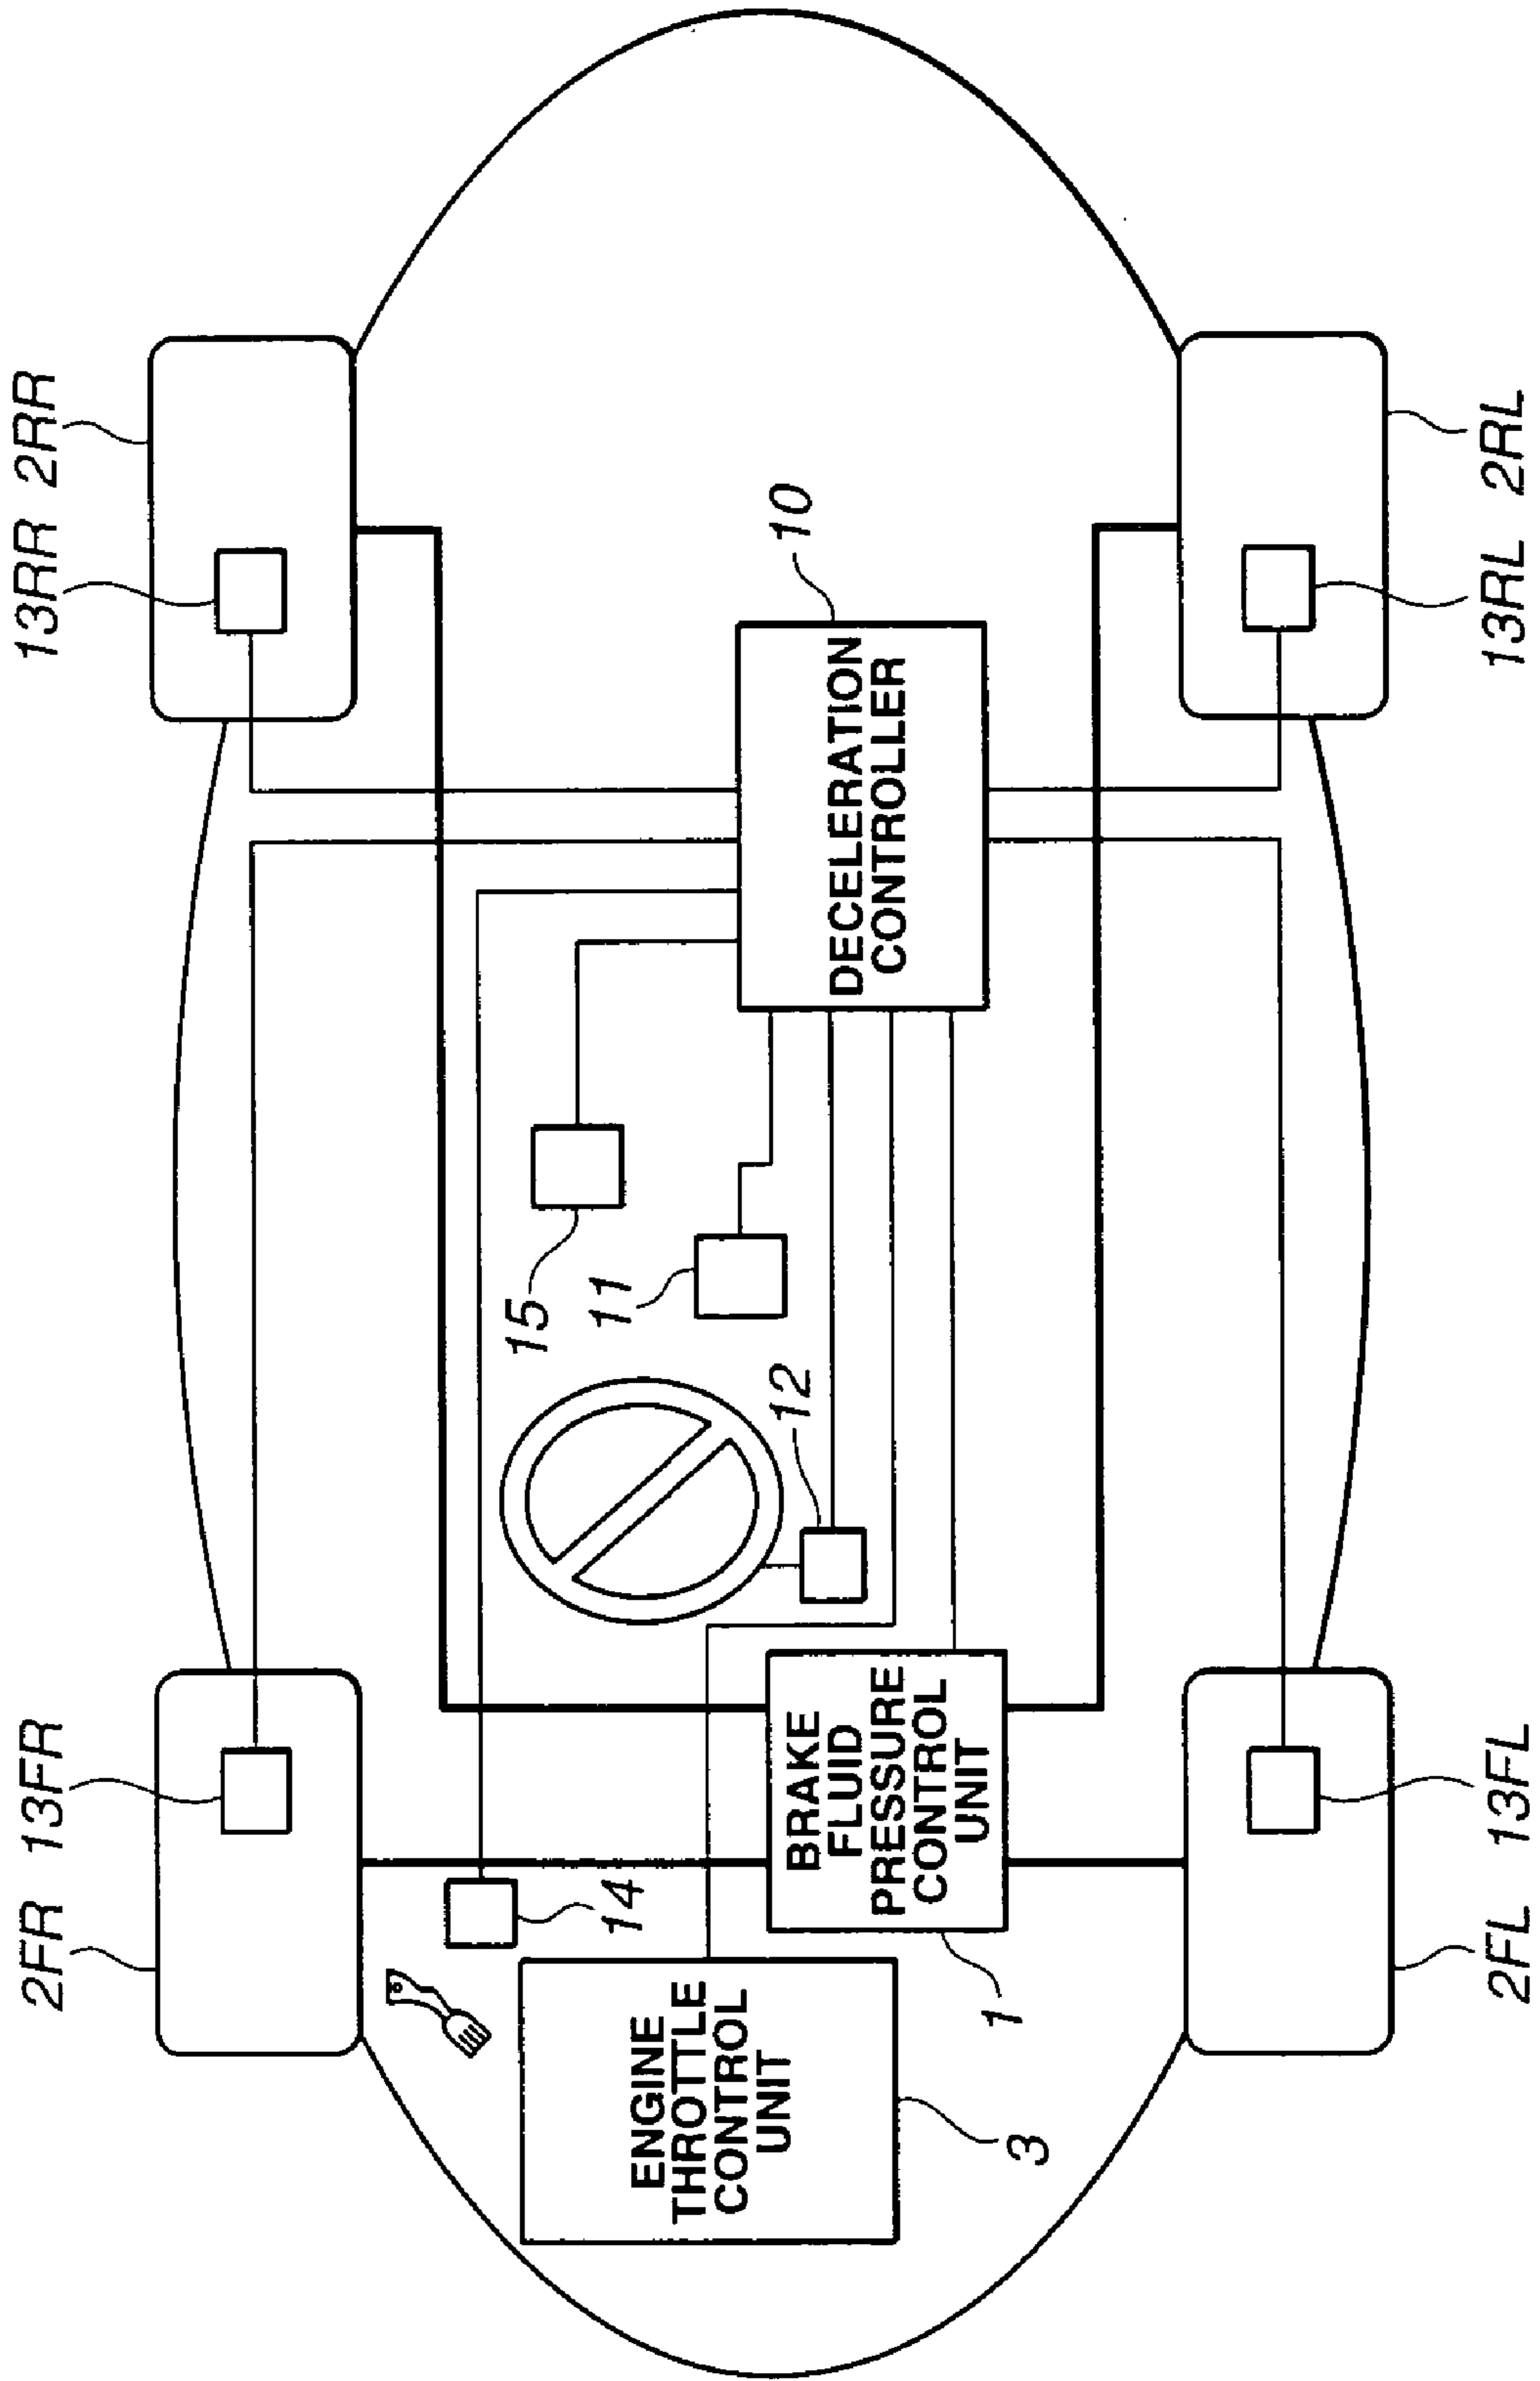 2FR 13FR 13RR 2RR
15
11
14
ENGINE
THROTTLE
CONTROL
UNIT
12
10
BRAKE
FLUID
PRESSURE
CONTROL
UNIT
DECELERATION
CONTROLLER
1
3
2FL 13FL 13RL 2RL